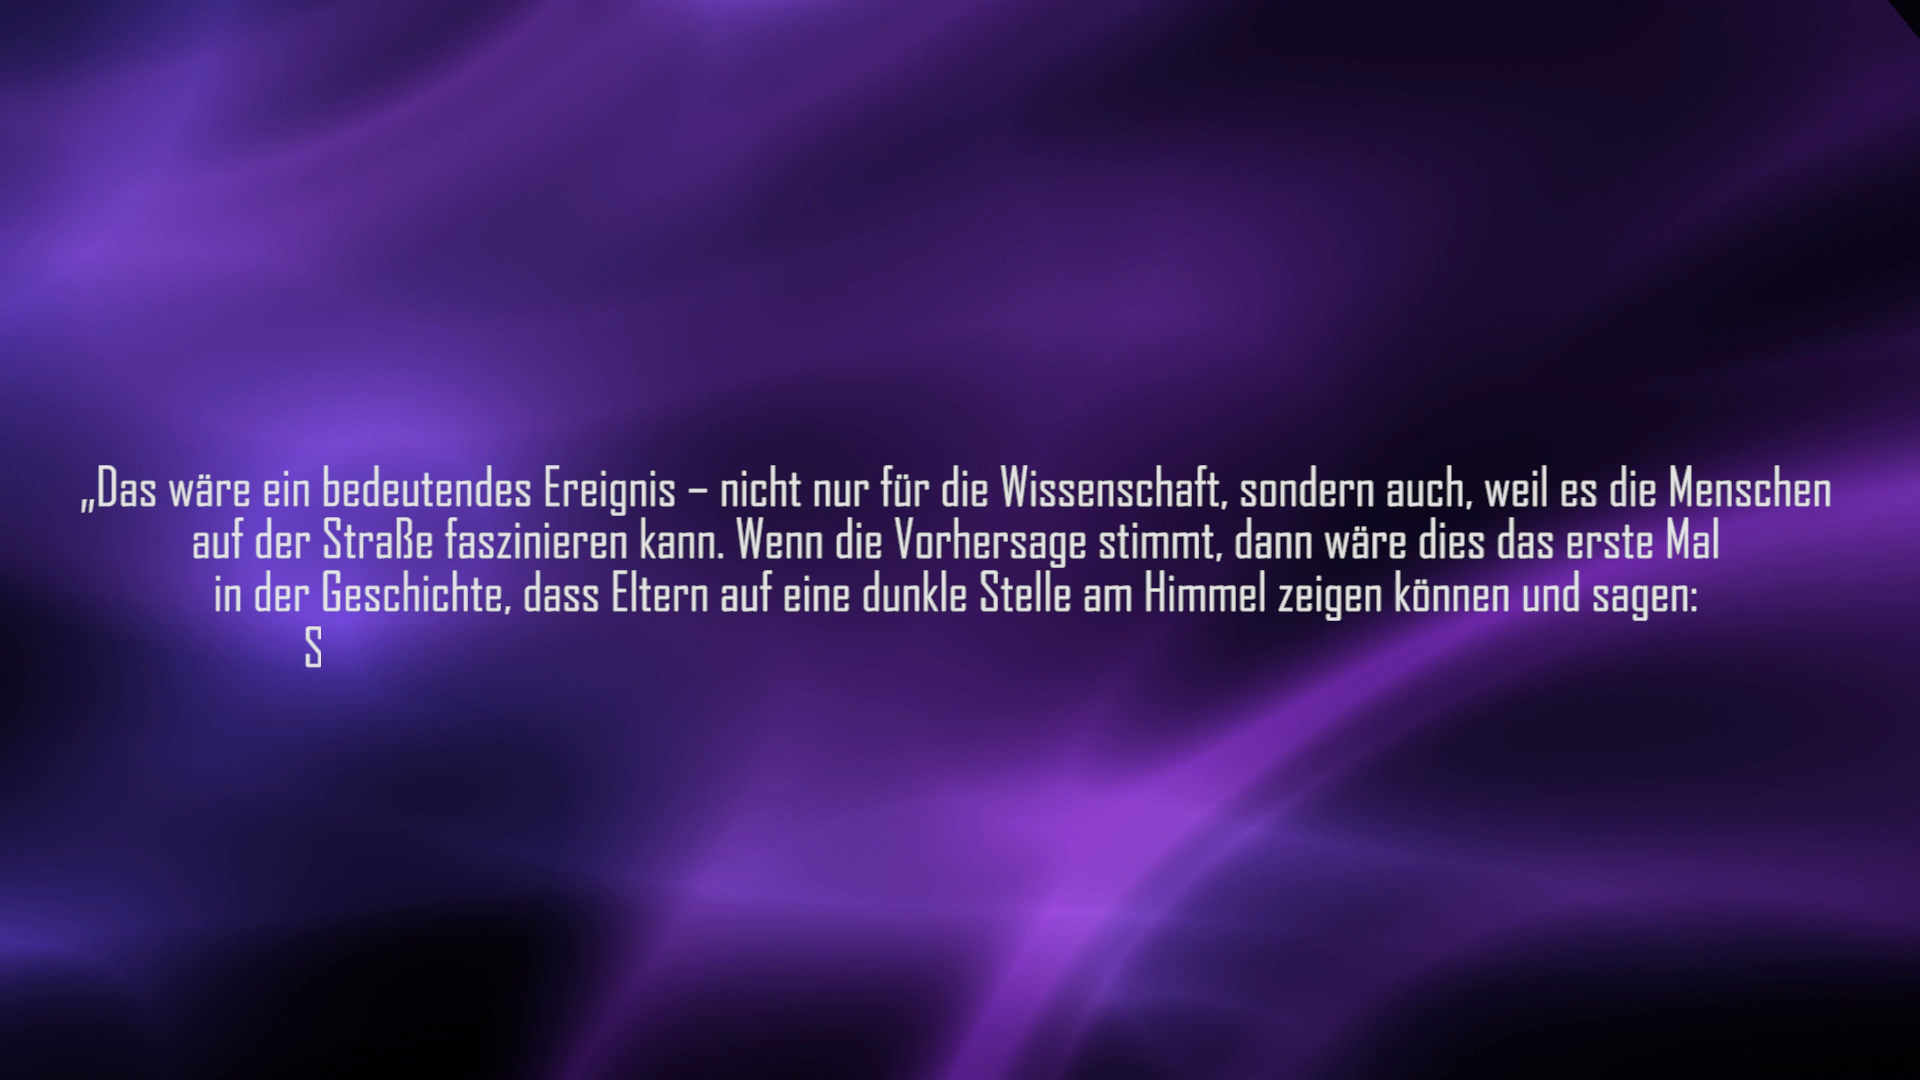 „Das wäre ein bedeutendes Ereignis – nicht nur für die Wissenschaft, sondern auch, weil es die Menschen
auf der Straße faszinieren kann. Wenn die Vorhersage stimmt, dann wäre dies das erste Mal
in der Geschichte, dass Eltern auf eine dunkle Stelle am Himmel zeigen können und sagen:
S